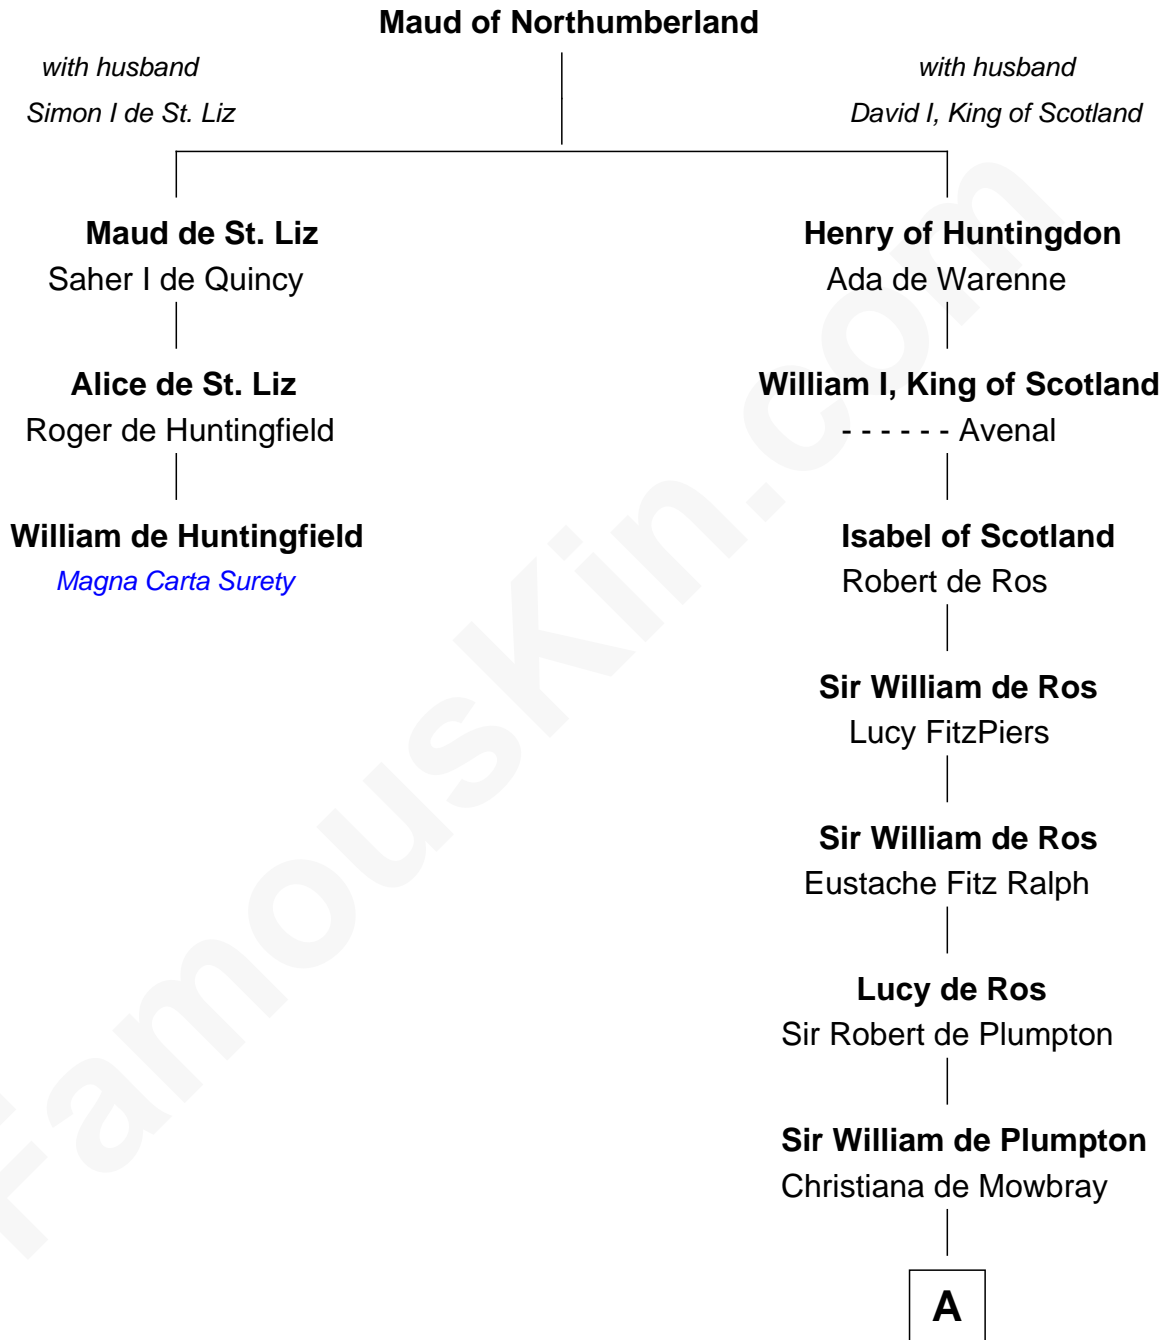 Maud of Northumberland
with husband
Simon I de St. Liz
with husband
David I, King of Scotland
Maud de St. Liz
Saher I de Quincy
Henry of Huntingdon
Ada de Warenne
Alice de St. Liz
Roger de Huntingfield
William I, King of Scotland
- - - - - - Avenal
William de Huntingfield
Magna Carta Surety
Isabel of Scotland
Robert de Ros
Sir William de Ros
Lucy FitzPiers
Sir William de Ros
Eustache Fitz Ralph
Lucy de Ros
Sir Robert de Plumpton
Sir William de Plumpton
Christiana de Mowbray
A
FamousKin.com